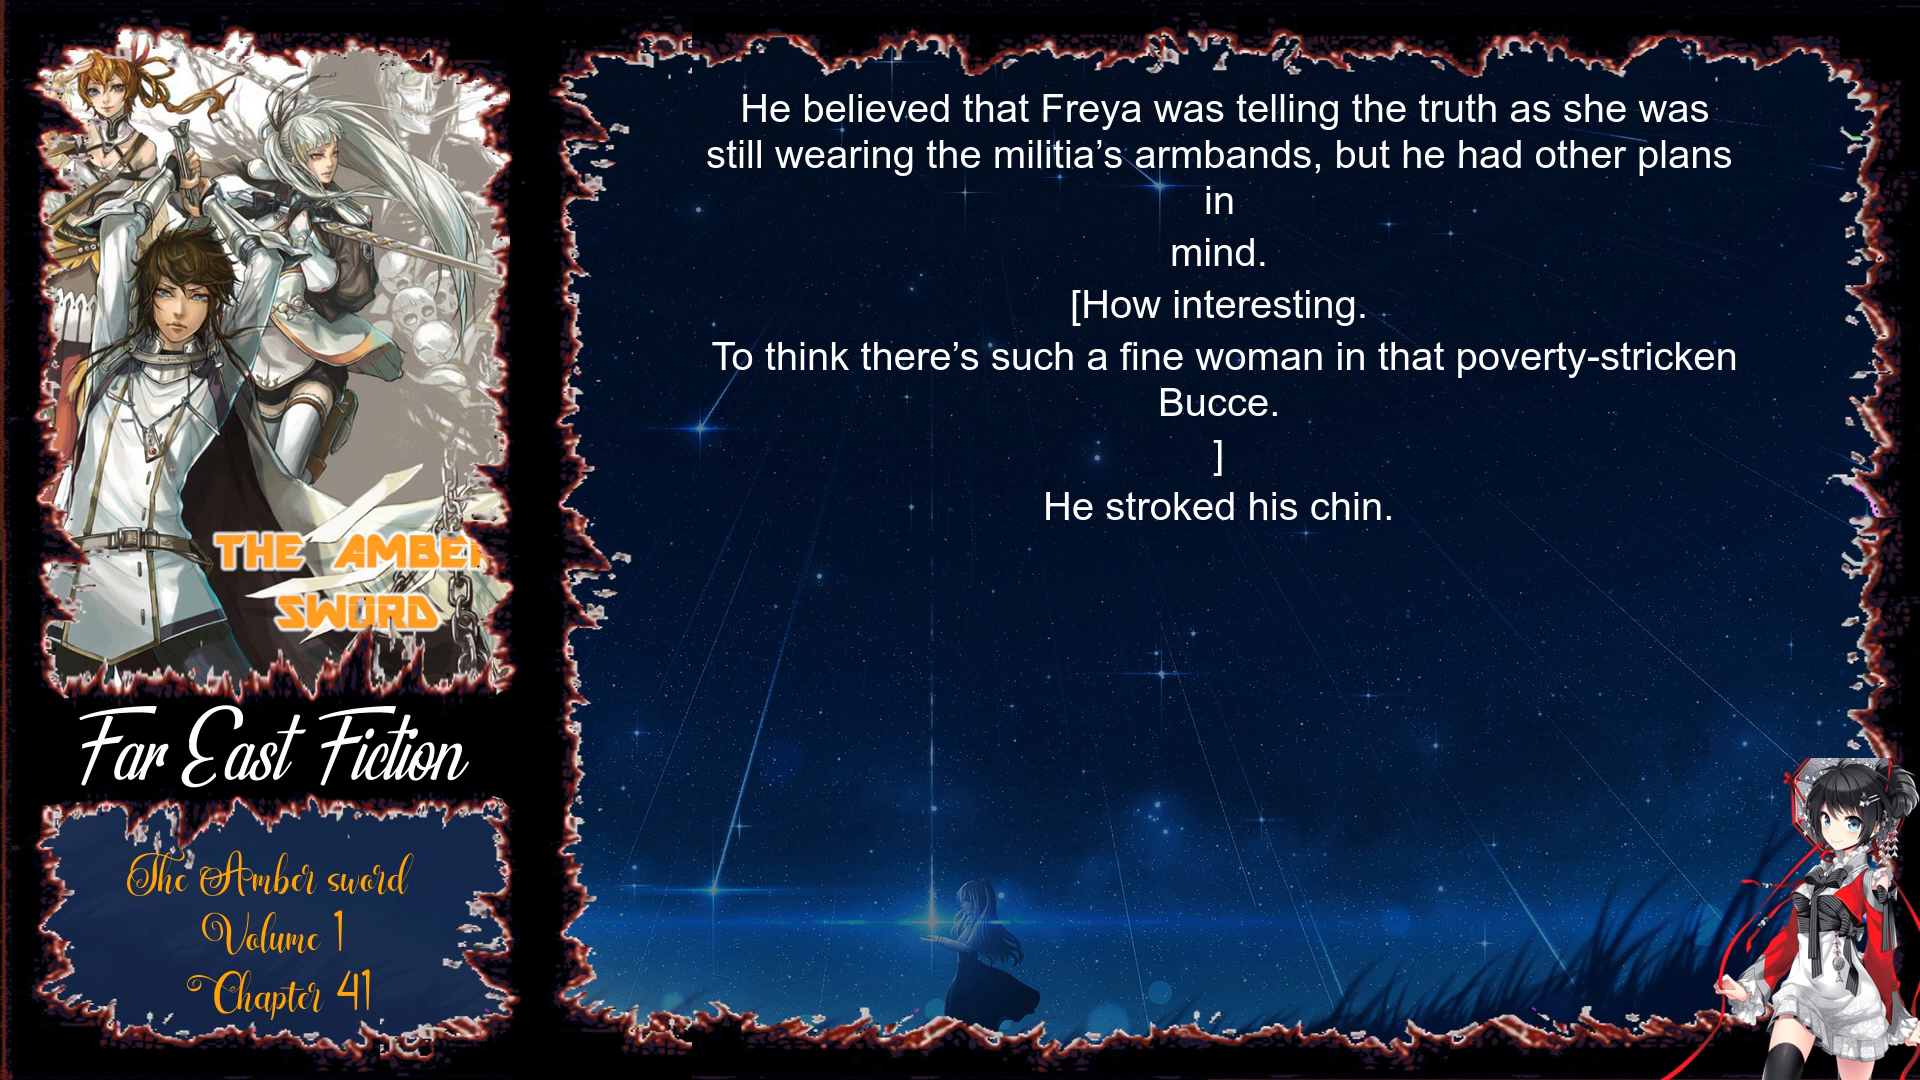 He believed that Freya was telling the truth as she was
still wearing the militia’s armbands, but he had other plans
in
mind.
[How interesting.
To think there’s such a fine woman in that poverty-stricken
Bucce.
]
He stroked his chin.
THE AMBER
SWORD
Far East Fiction
The Amber sword
Volume 1
Chapter 41